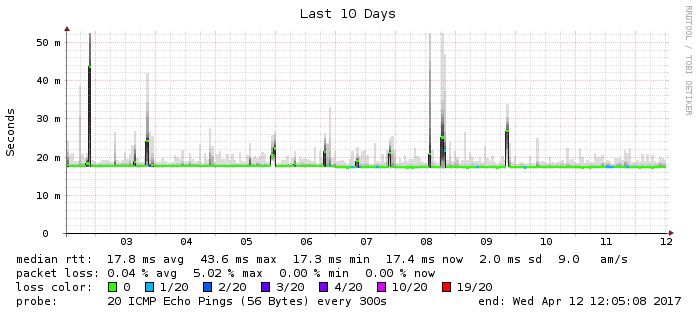 Last 10 Days
RRDTOOL / TOBI OETIKER
Seconds
50 m
40 m
30 m
20 m
10 m
0
03 04 05 06 07 08 09 10 11 12
median rtt: 17.8 ms avg 43.6 ms max 17.3 ms min 17.4 ms now 2.0 ms sd 9.0 am/s
packet loss: 0.04 % avg 5.02 % max 0.00 % min 0.00 % now
loss color: 0 1/20 2/20 3/20 4/20 10/20 19/20
probe: 20 ICMP Echo Pings (56 Bytes) every 300s end: Wed Apr 12 12:05:08 2017